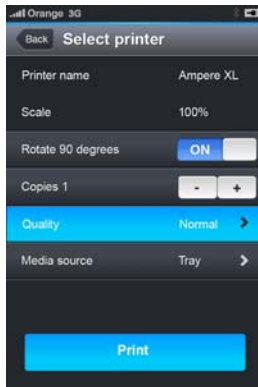 Orange 3G
Back Select printer
Printer name Ampere XL
Scale 100%
Rotate 90 degrees ON
Copies 1 - +
Quality Normal
Media source Tray
Print